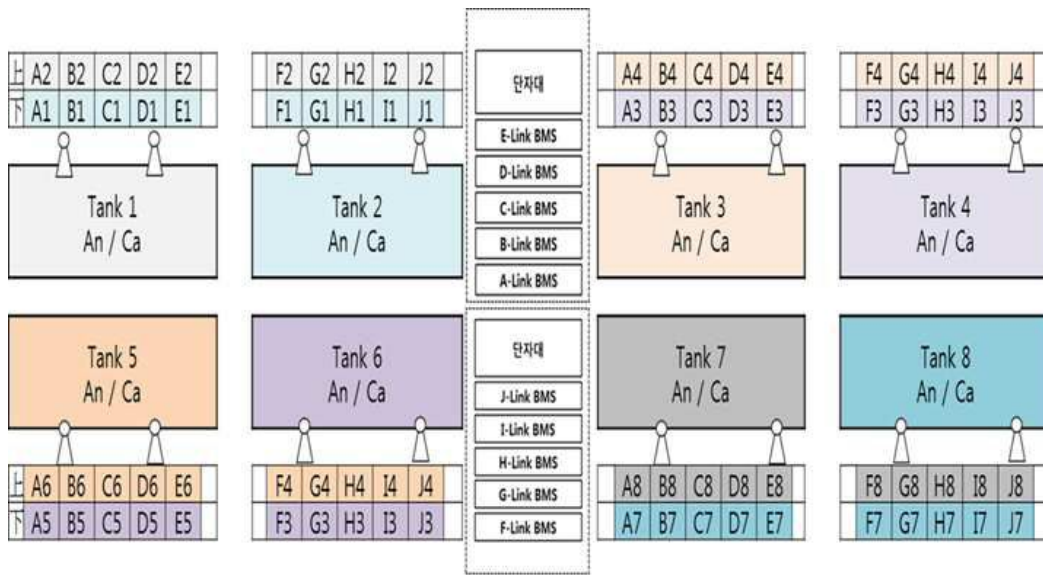 上 A2 B2 C2 D2 E2
下 A1 B1 C1 D1 E1
Tank 1
An / Ca
F2 G2 H2 I2 J2
F1 G1 H1 I1 J1
Tank 2
An / Ca
단자대
E-Link BMS
D-Link BMS
C-Link BMS
B-Link BMS
A-Link BMS
A4 B4 C4 D4 E4
A3 B3 C3 D3 E3
Tank 3
An / Ca
F4 G4 H4 I4 J4
F3 G3 H3 I3 J3
Tank 4
An / Ca
Tank 5
An / Ca
上 A6 B6 C6 D6 E6
下 A5 B5 C5 D5 E5
Tank 6
An / Ca
F4 G4 H4 I4 J4
F3 G3 H3 I3 J3
단자대
J-Link BMS
I-Link BMS
H-Link BMS
G-Link BMS
F-Link BMS
Tank 7
An / Ca
A8 B8 C8 D8 E8
A7 B7 C7 D7 E7
Tank 8
An / Ca
F8 G8 H8 I8 J8
F7 G7 H7 I7 J7